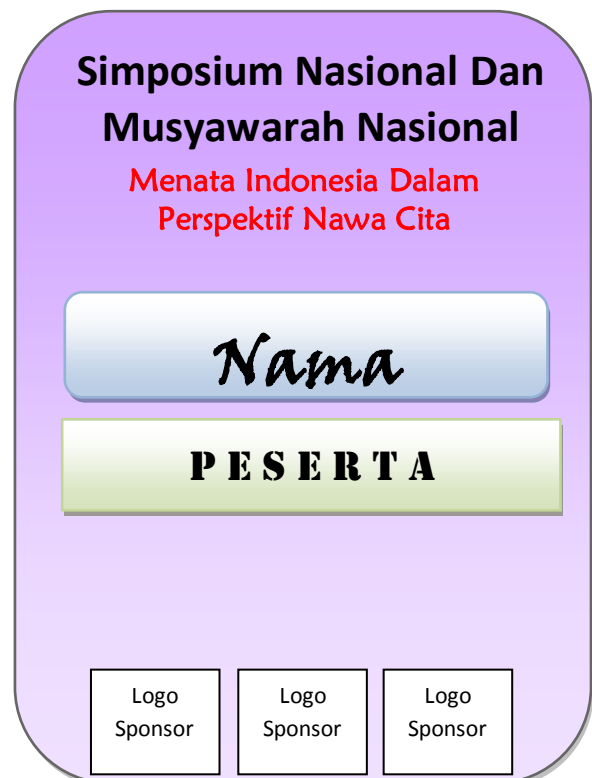 Simposium Nasional Dan
Musyawarah Nasional
Menata Indonesia Dalam
Perspektif Nawa Cita
Nama
PESERTA
Logo
Sponsor
Logo
Sponsor
Logo
Sponsor